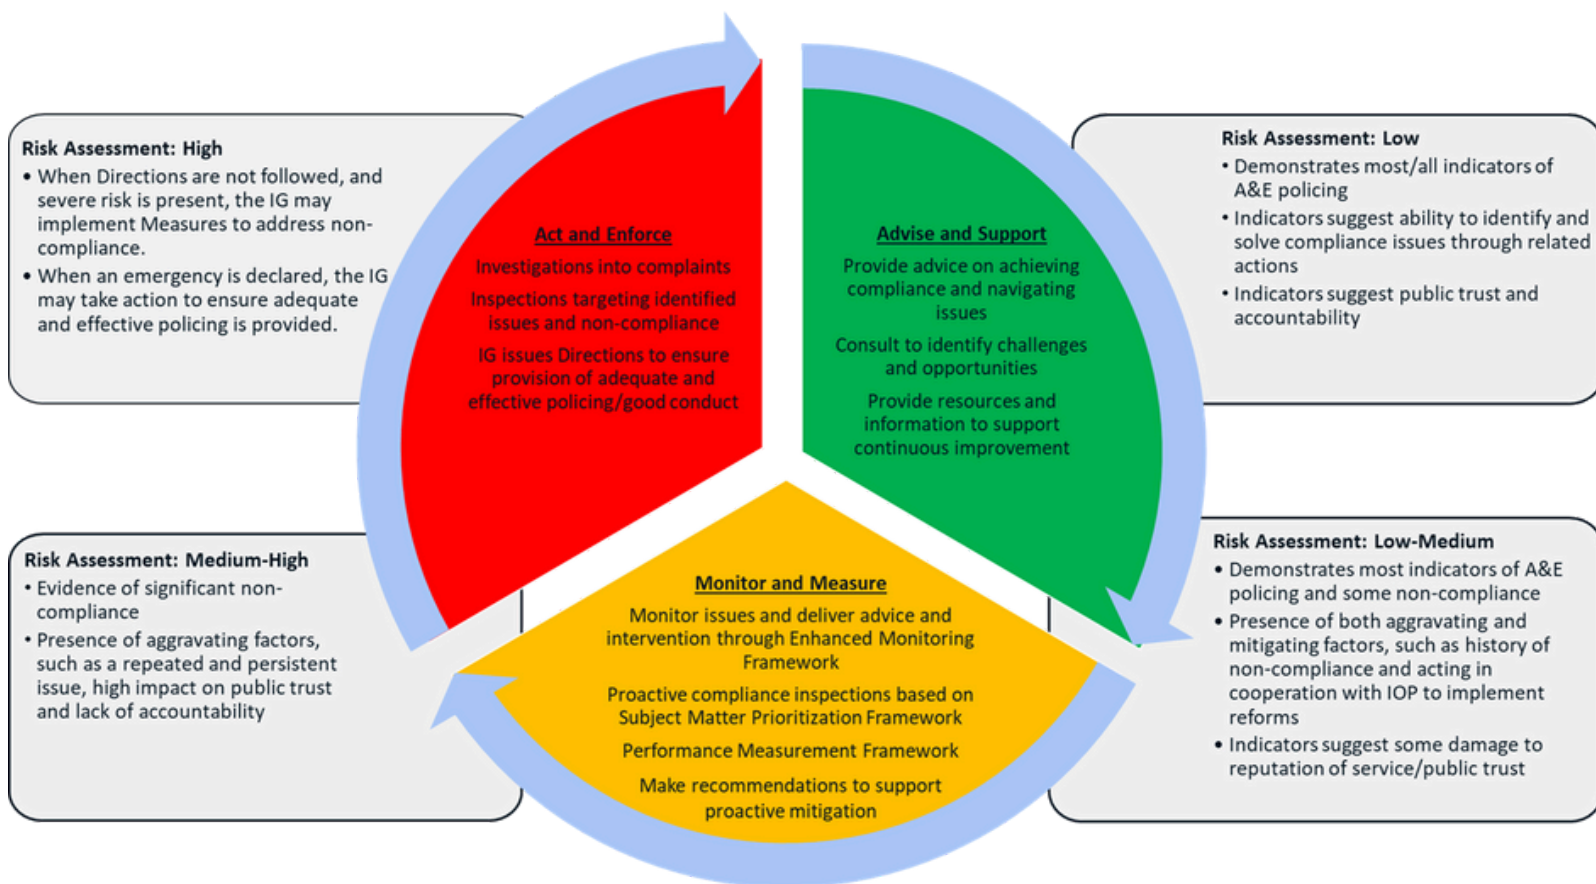 Risk Assessment: High
• When Directions are not followed, and
severe risk is present, the IG may
implement Measures to address non-
compliance.
• When an emergency is declared, the IG
may take action to ensure adequate
and effective policing is provided.
Act and Enforce
Investigations into complaints
Inspections targeting identified
issues and non-compliance
IG issues Directions to ensure
provision of adequate and
effective policing/good conduct
Advise and Support
Provide advice on achieving
compliance and navigating
issues
Consult to identify challenges
and opportunities
Provide resources and
information to support
continuous improvement
Risk Assessment: Low
• Demonstrates most/all indicators of
A&E policing
• Indicators suggest ability to identify and
solve compliance issues through related
actions
• Indicators suggest public trust and
accountability
Risk Assessment: Medium-High
• Evidence of significant non-
compliance
• Presence of aggravating factors,
such as a repeated and persistent
issue, high impact on public trust
and lack of accountability
Monitor and Measure
Monitor issues and deliver advice and
intervention through Enhanced Monitoring
Framework
Proactive compliance inspections based on
Subject Matter Prioritization Framework
Performance Measurement Framework
Make recommendations to support
proactive mitigation
Risk Assessment: Low-Medium
• Demonstrates most indicators of A&E
policing and some non-compliance
• Presence of both aggravating and
mitigating factors, such as history of
non-compliance and acting in
cooperation with IOP to implement
reforms
• Indicators suggest some damage to
reputation of service/public trust